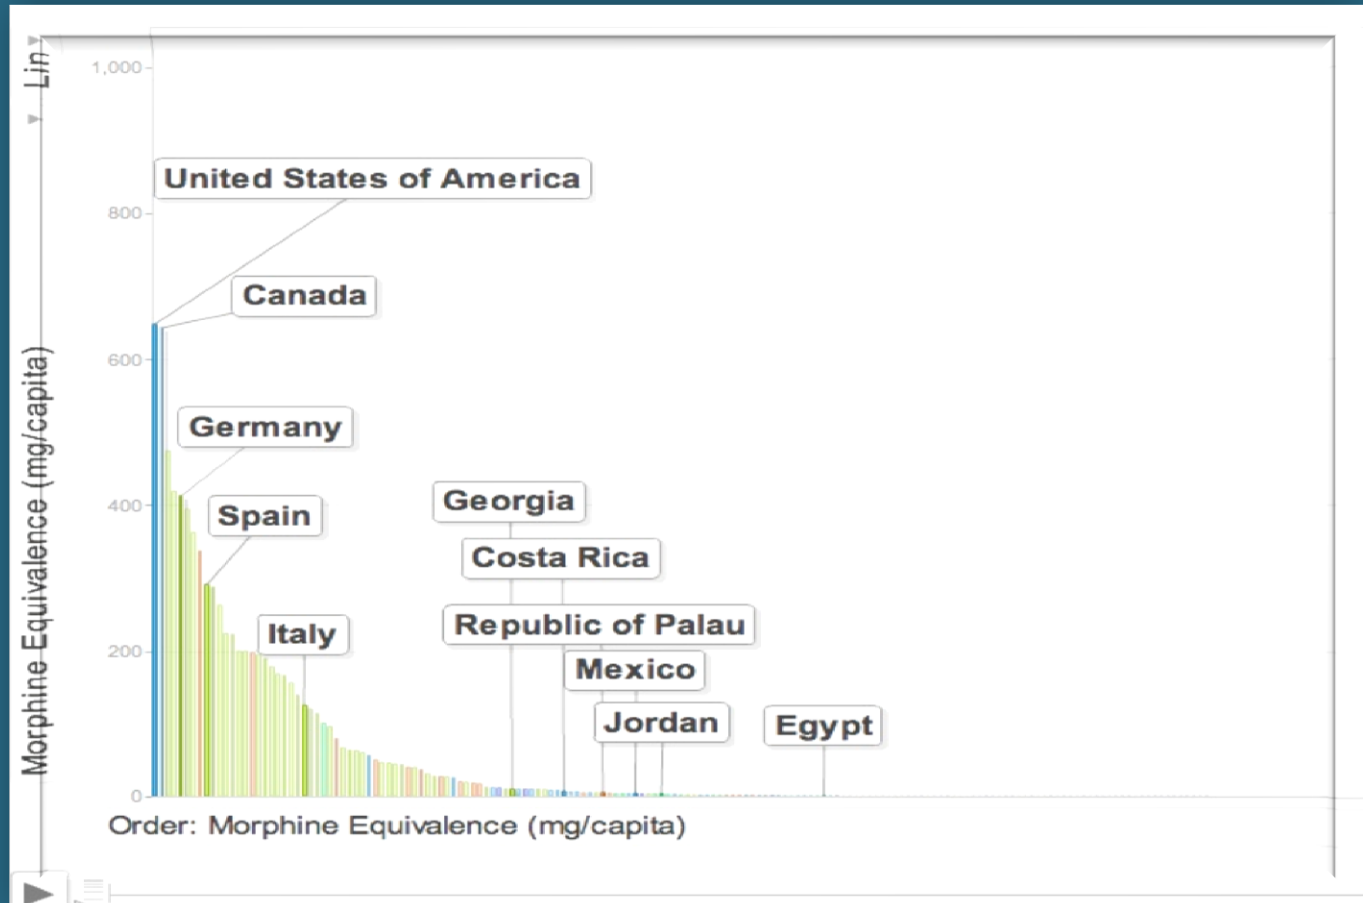 Lin
Morphine Equivalence (mg/capita)
1,000
800
600
400
200
0
United States of America
Canada
Germany
Spain
Italy
Georgia
Costa Rica
Republic of Palau
Mexico
Jordan
Egypt
Order: Morphine Equivalence (mg/capita)